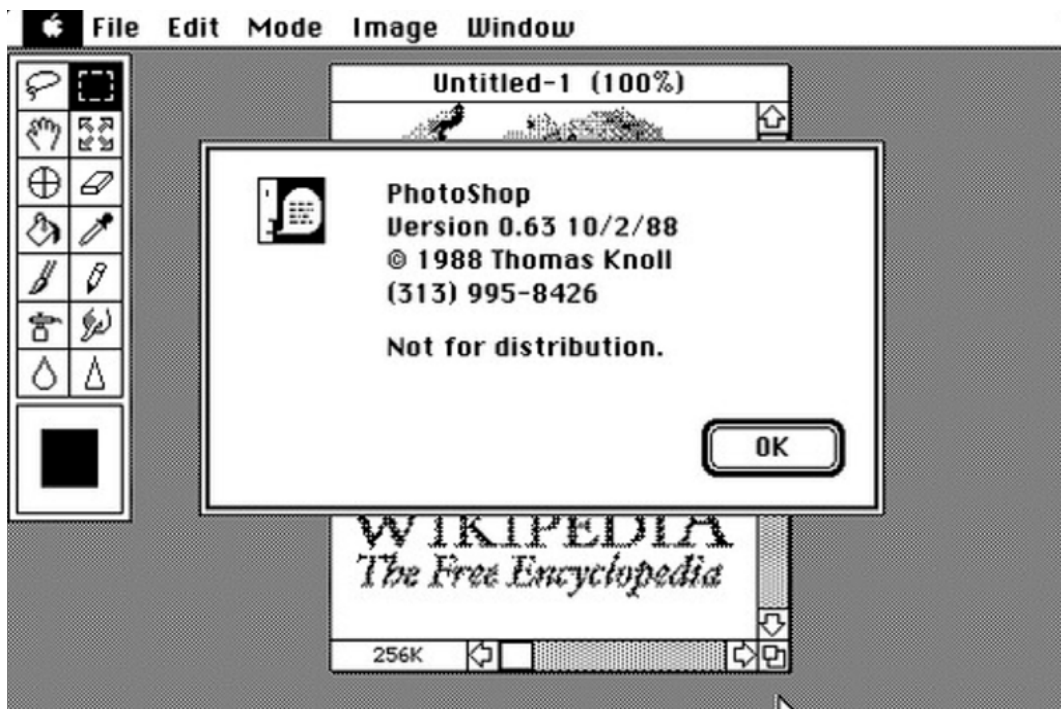 File Edit Mode Image Window
Untitled-1 (100%)
PhotoShop
Version 0.63 10/2/88
© 1988 Thomas Knoll
(313) 995-8426
Not for distribution.
OK
WIKIPEDIA
The Free Encyclopedia
256K